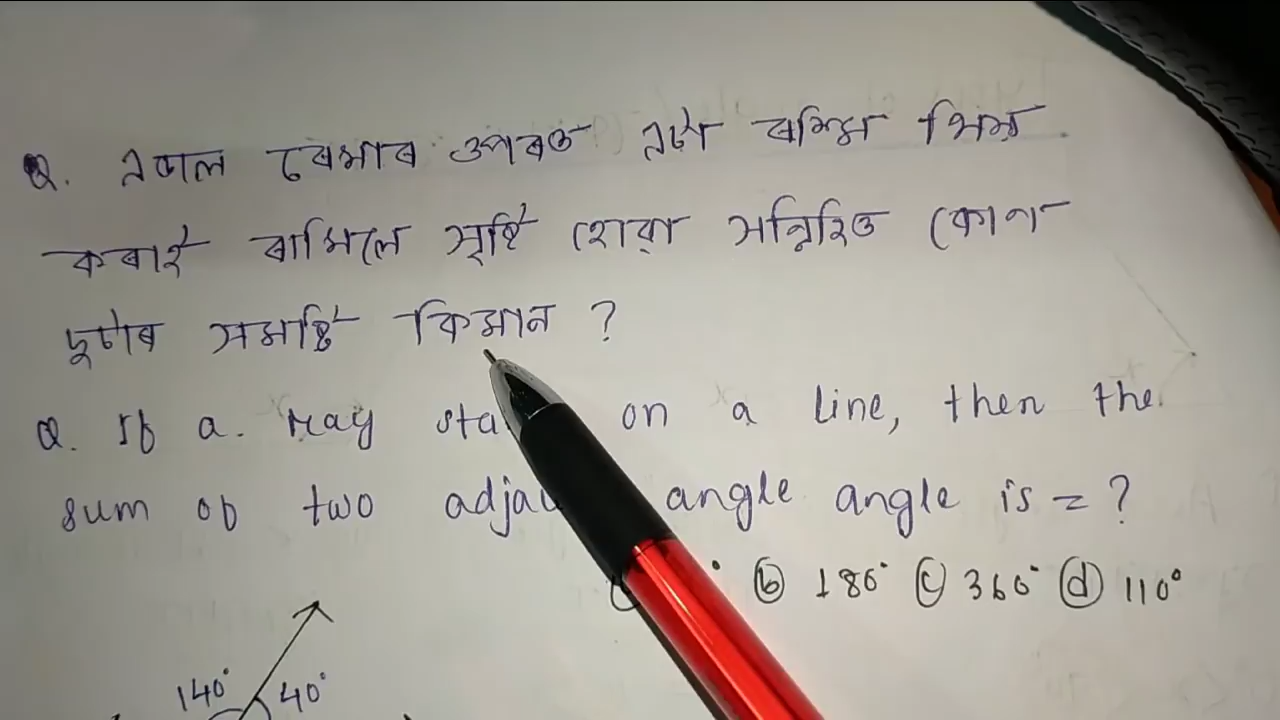 Q. এডাল ৰেখাৰ ওপৰত এটা ৰশ্মি থিয়
কৰাই ৰাখিলে সৃষ্টি হোৱা সন্নিহিত কোণ
দুটাৰ সমষ্টি কিমান ?
Q. If a. ray on a line, then the
sum of two angle angle is = ?
ⓑ 180° ⓒ 360° ⓓ 110°
140° 40°